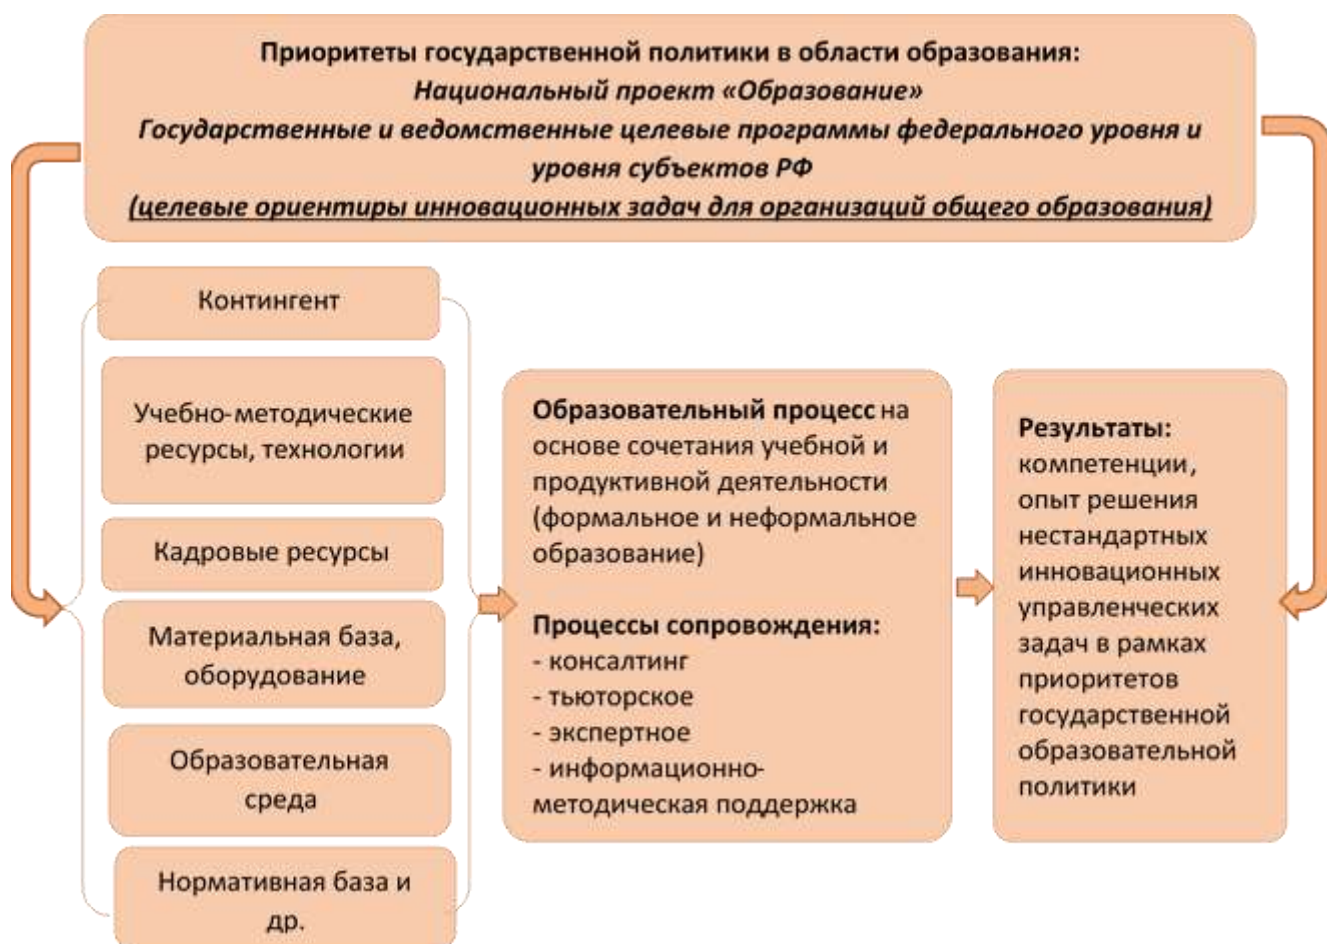 Приоритеты государственной политики в области образования:
Национальный проект «Образование»
Государственные и ведомственные целевые программы федерального уровня и
уровня субъектов РФ
(целевые ориентиры инновационных задач для организаций общего образования)
Контингент
Учебно-методические
ресурсы, технологии
Кадровые ресурсы
Материальная база,
оборудование
Образовательная
среда
Нормативная база и
др.
Образовательный процесс на
основе сочетания учебной и
продуктивной деятельности
(формальное и неформальное
образование)
Процессы сопровождения:
- консалтинг
- тьюторское
- экспертное
- информационно-
методическая поддержка
Результаты:
компетенции,
опыт решения
нестандартных
инновационных
управленческих
задач в рамках
приоритетов
государственной
образовательной
политики